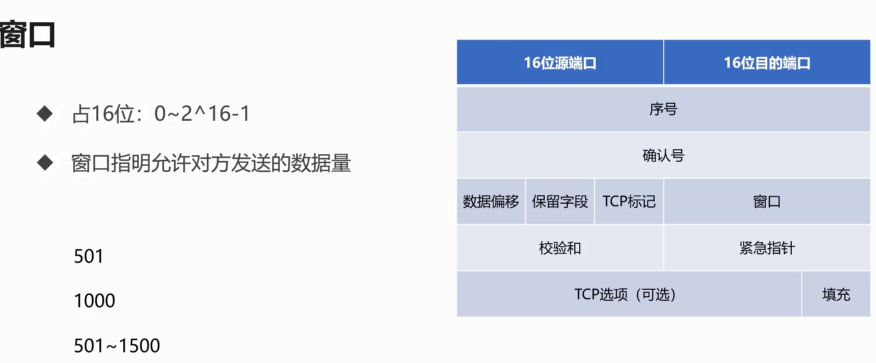 窗口
◆ 占16位：0~2^16-1
◆ 窗口指明允许对方发送的数据量
501
1000
501~1500
16位源端口 16位目的端口
序号
确认号
数据偏移 保留字段 TCP标记 窗口
校验和 紧急指针
TCP选项（可选） 填充